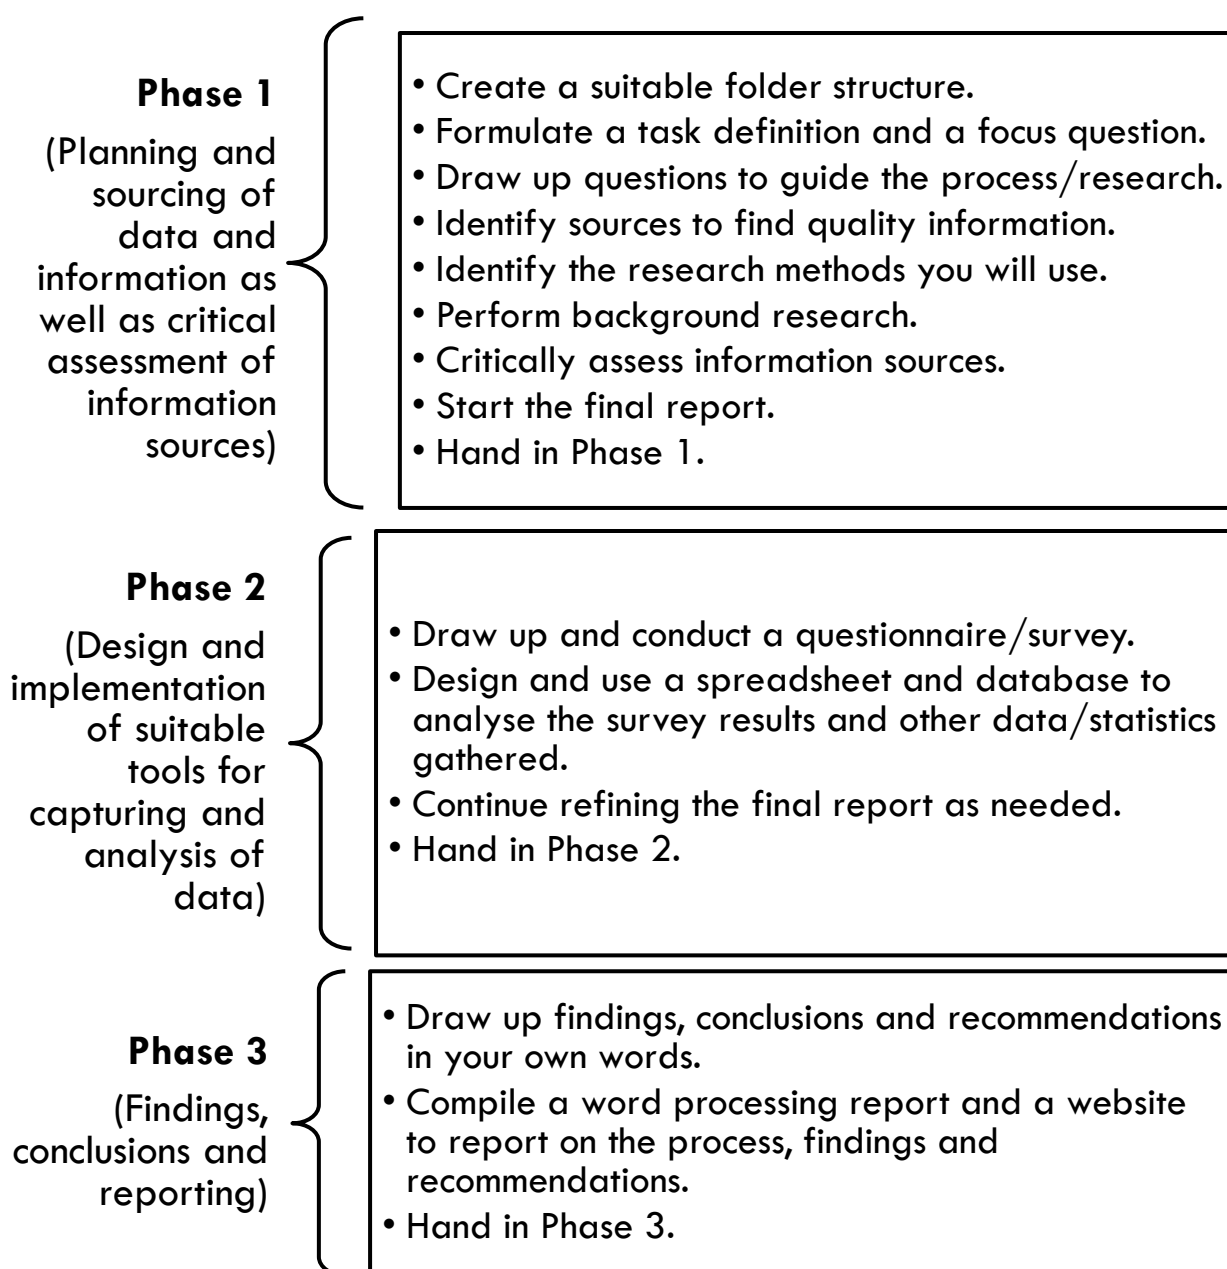 Phase 1
(Planning and
sourcing of
data and
information as
well as critical
assessment of
information
sources)
• Create a suitable folder structure.
• Formulate a task definition and a focus question.
• Draw up questions to guide the process/research.
• Identify sources to find quality information.
• Identify the research methods you will use.
• Perform background research.
• Critically assess information sources.
• Start the final report.
• Hand in Phase 1.
Phase 2
(Design and
implementation
of suitable
tools for
capturing and
analysis of
data)
• Draw up and conduct a questionnaire/survey.
• Design and use a spreadsheet and database to
analyse the survey results and other data/statistics
gathered.
• Continue refining the final report as needed.
• Hand in Phase 2.
Phase 3
(Findings,
conclusions and
reporting)
• Draw up findings, conclusions and recommendations
in your own words.
• Compile a word processing report and a website
to report on the process, findings and
recommendations.
• Hand in Phase 3.